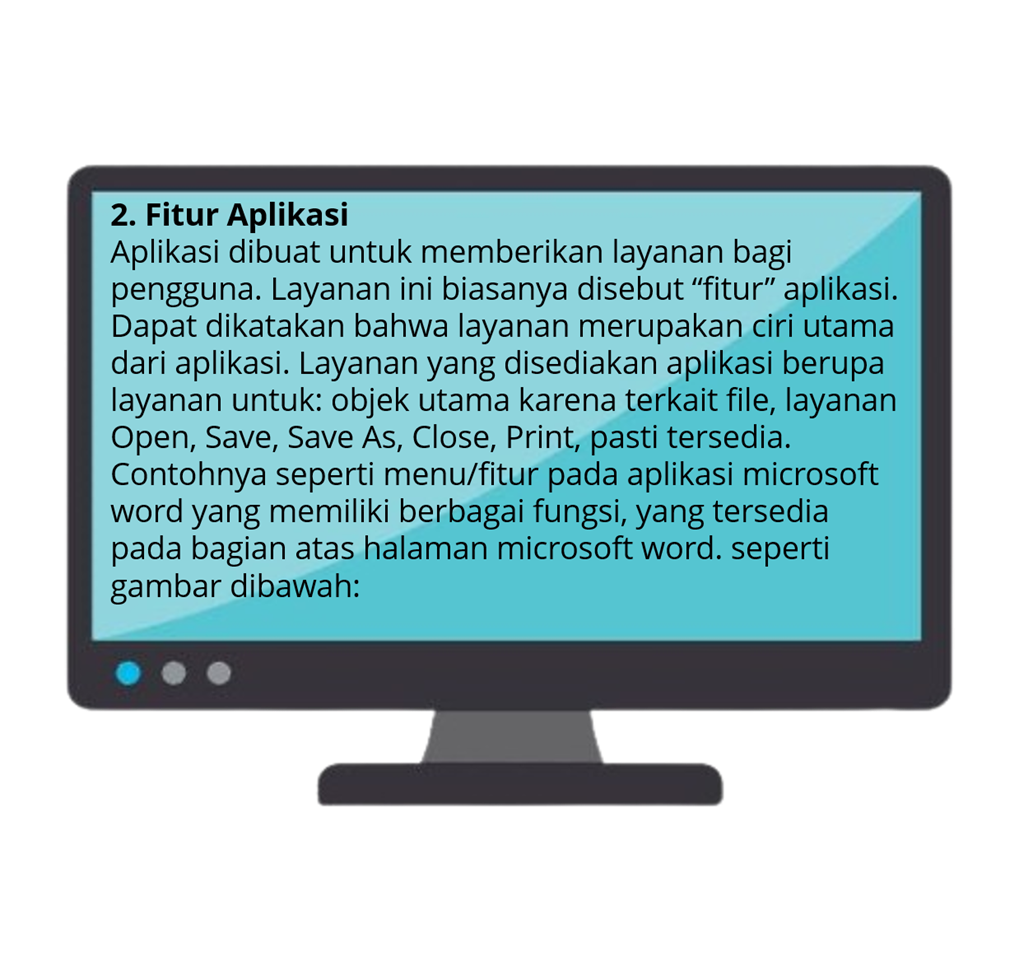 2. Fitur Aplikasi
Aplikasi dibuat untuk memberikan layanan bagi
pengguna. Layanan ini biasanya disebut “fitur” aplikasi.
Dapat dikatakan bahwa layanan merupakan ciri utama
dari aplikasi. Layanan yang disediakan aplikasi berupa
layanan untuk: objek utama karena terkait file, layanan
Open, Save, Save As, Close, Print, pasti tersedia.
Contohnya seperti menu/fitur pada aplikasi microsoft
word yang memiliki berbagai fungsi, yang tersedia
pada bagian atas halaman microsoft word. seperti
gambar dibawah: